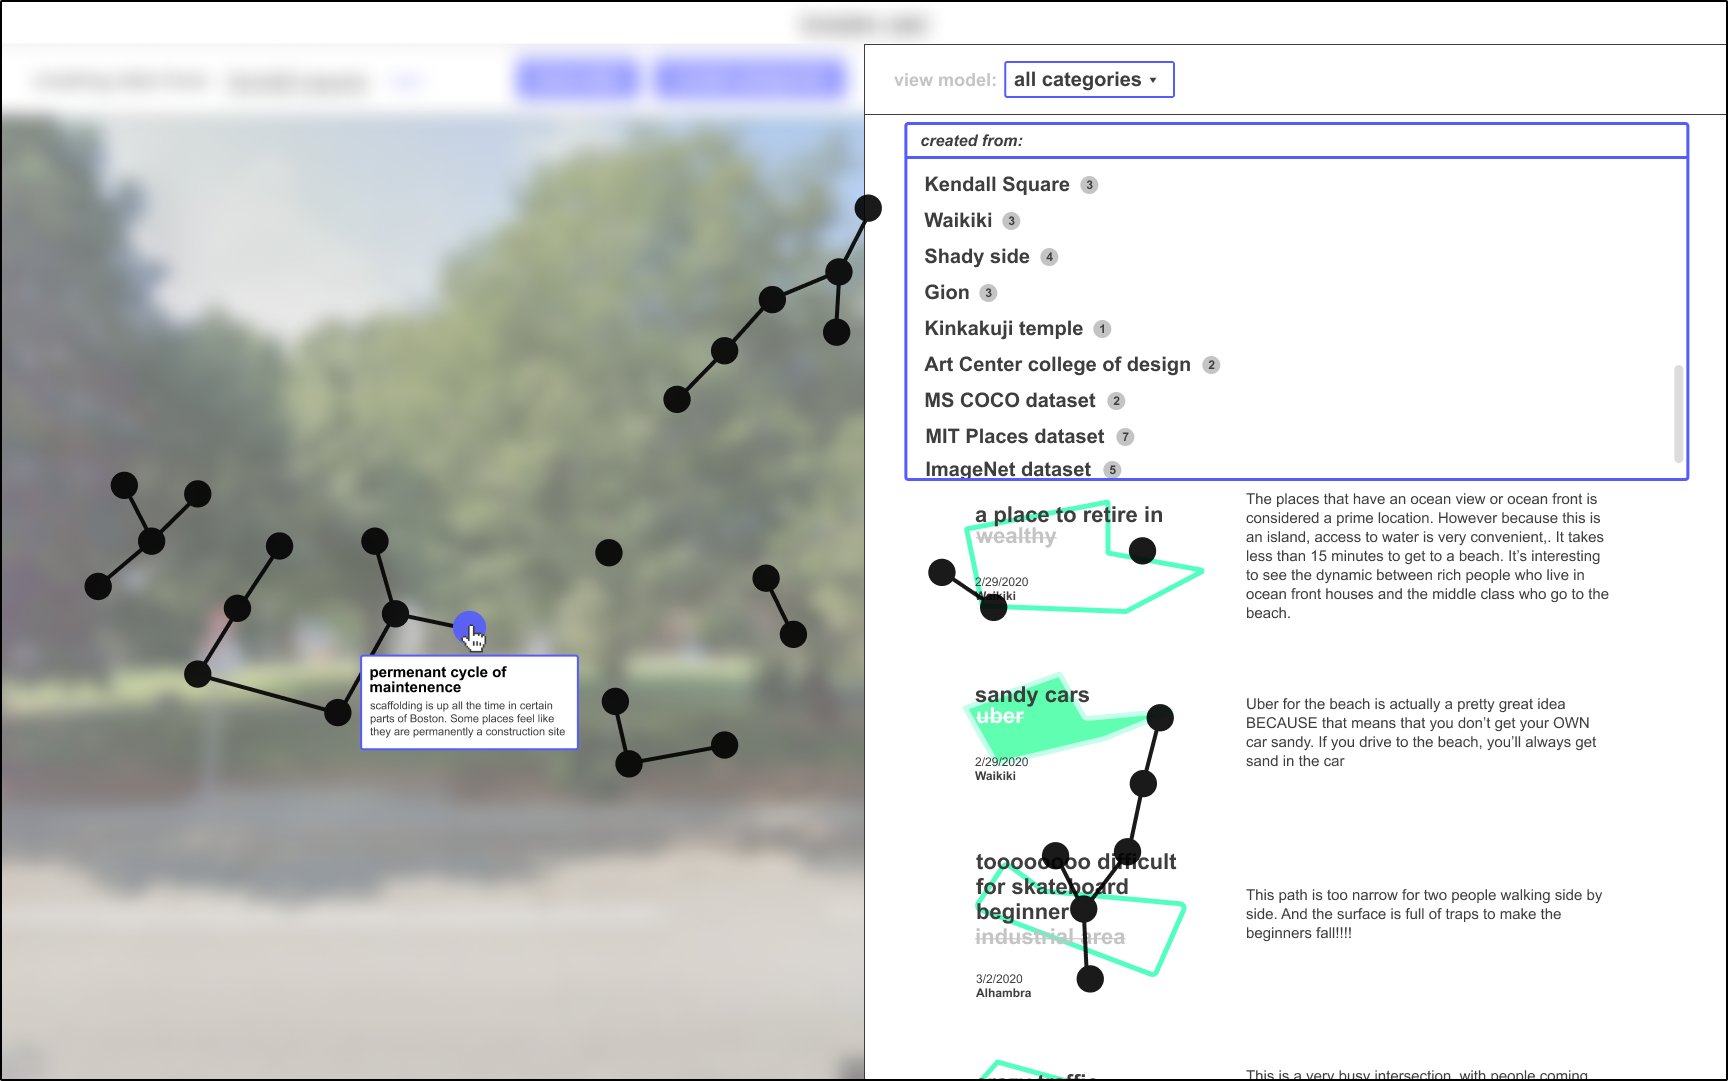 view model: all categories
created from:
Kendall Square 3
Waikiki 3
Shady side 4
Gion 3
Kinkakuji temple 1
Art Center college of design 2
MS COCO dataset 2
MIT Places dataset 7
ImageNet dataset 5
permenant cycle of
maintenence
scaffolding is up all the time in certain
parts of Boston. Some places feel like
they are permanently a construction site
a place to retire in
wealthy
2/29/2020
Waikiki
The places that have an ocean view or ocean front is
considered a prime location. However because this is
an island, access to water is very convenient,. It takes
less than 15 minutes to get to a beach. It’s interesting
to see the dynamic between rich people who live in
ocean front houses and the middle class who go to the
beach.
sandy cars
uber
2/29/2020
Waikiki
Uber for the beach is actually a pretty great idea
BECAUSE that means that you don’t get your OWN
car sandy. If you drive to the beach, you’ll always get
sand in the car
toooooooo difficult
for skateboard
beginner
industrial area
3/2/2020
Alhambra
This path is too narrow for two people walking side by
side. And the surface is full of traps to make the
beginners fall!!!!
crazy traffic
This is a very busy intersection, with people coming